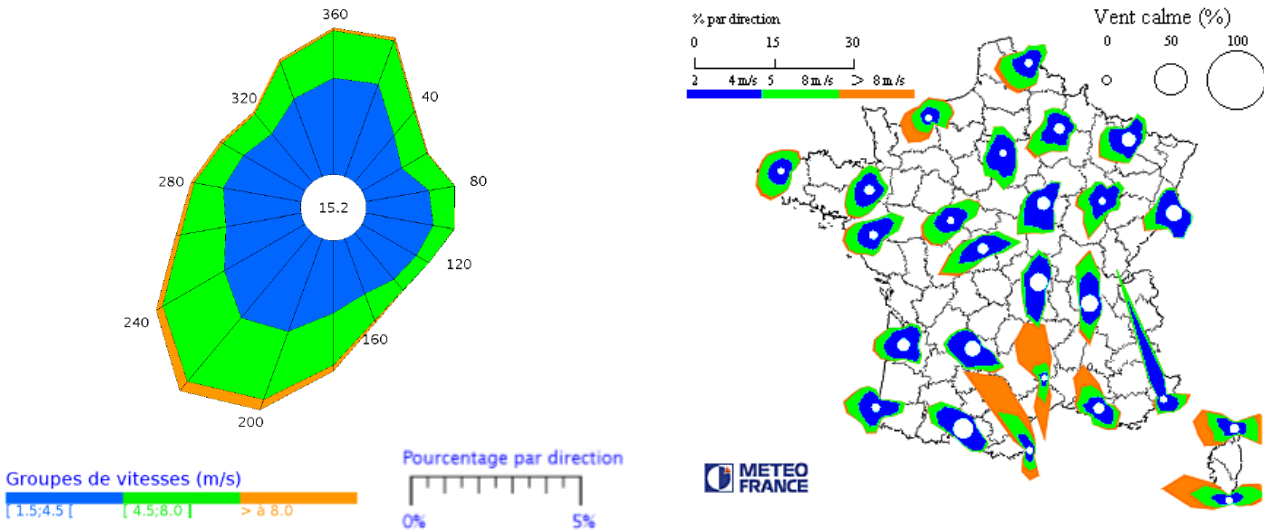 360
320
40
280
80
15.2
120
240
160
200
Groupes de vitesses (m/s)
[ 1.5;4.5 [
[ 4.5;8.0 ]
> à 8.0
Pourcentage par direction
0%
5%
% par direction
0
15
30
2
4 m/s
5
8 m/s
> 8 m/s
Vent calme (%)
0
50
100
METEO
FRANCE